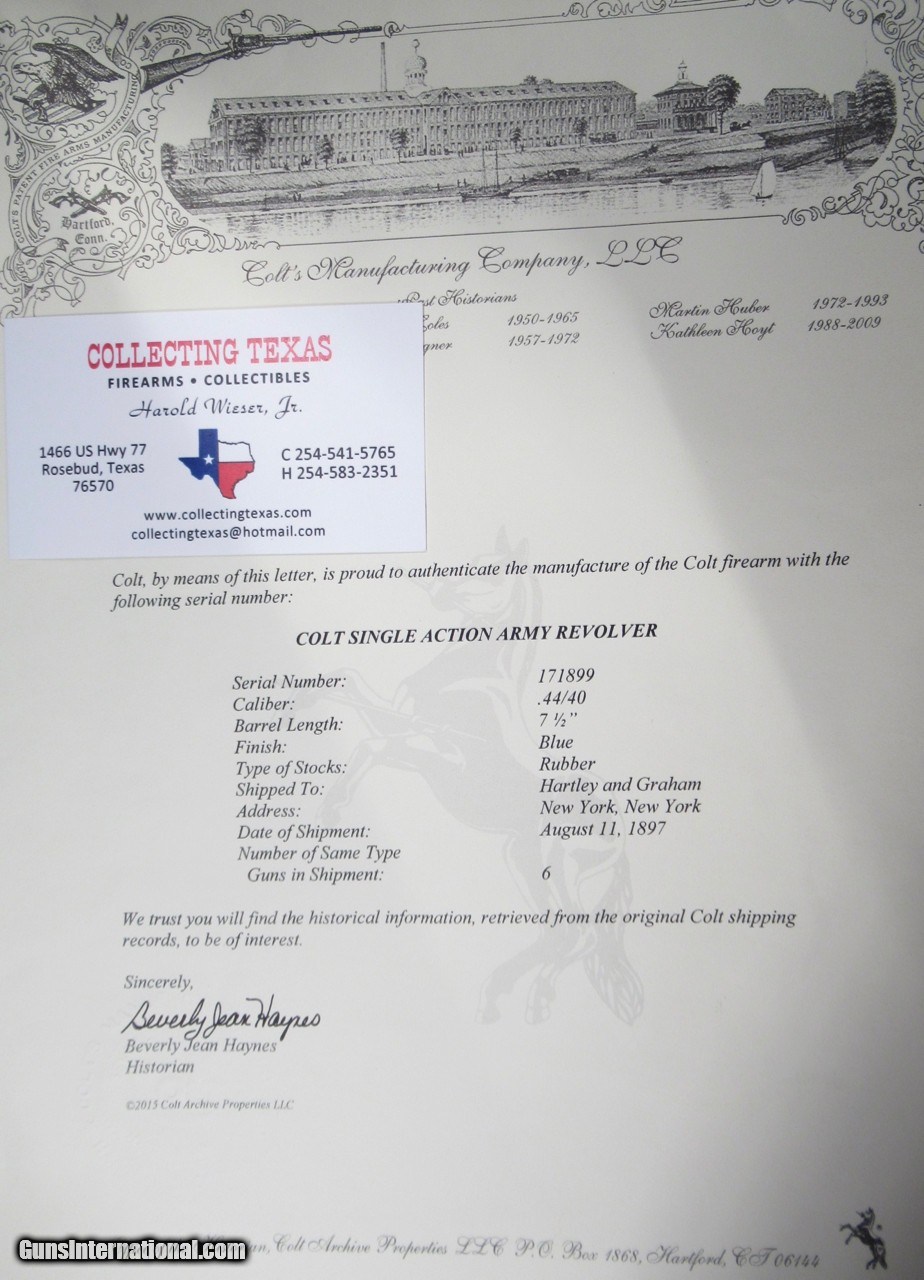 COLT'S PATENT FIRE ARMS MANUFACTURING
Hartford,
Conn.
Colt's Manufacturing Company, LLC
Past Historians
1950-1965
1957-1972
Martin Huber 1972-1993
Kathleen Hoyt 1988-2009
COLLECTING TEXAS
FIREARMS • COLLECTIBLES
Harold Wieser, Jr.
1466 US Hwy 77
Rosebud, Texas
76570
C 254-541-5765
H 254-583-2351
www.collectingtexas.com
collectingtexas@hotmail.com
Colt, by means of this letter, is proud to authenticate the manufacture of the Colt firearm with the
following serial number:
COLT SINGLE ACTION ARMY REVOLVER
Serial Number: 171899
Caliber: .44/40
Barrel Length: 7 ½”
Finish: Blue
Type of Stocks: Rubber
Shipped To: Hartley and Graham
Address: New York, New York
Date of Shipment: August 11, 1897
Number of Same Type
Guns in Shipment: 6
We trust you will find the historical information, retrieved from the original Colt shipping
records, to be of interest.
Sincerely,
Beverly Jean Haynes
Beverly Jean Haynes
Historian
©2015 Colt Archive Properties LLC
Colt Archive Properties LLC P.O. Box 1868, Hartford, CT 06144
GunsInternational.com